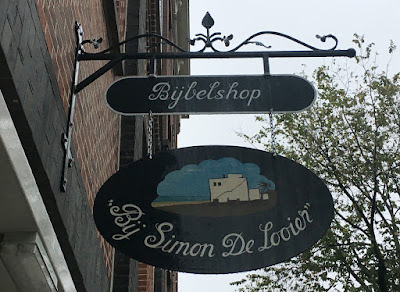 Bijbelshop
„Bij Simon De Looier”